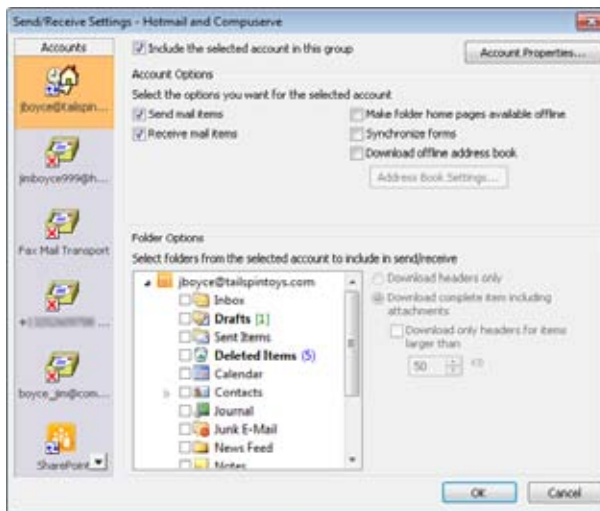 Send/Receive Settings - Hotmail and Compuserve
Accounts
jboyce@tailspin...
jimboyce999@h...
Fax Mail Transport
boyce_jim@com...
SharePoint
Include the selected account in this group
Account Properties...
Account Options
Select the options you want for the selected account
Send mail items
Receive mail items
Make folder home pages available offline
Synchronize forms
Download offline address book
Address Book Settings...
Folder Options
Select folders from the selected account to include in send/receive
jboyce@tailspintoys.com
Inbox
Drafts [1]
Sent Items
Deleted Items (5)
Calendar
Contacts
Journal
Junk E-Mail
News Feed
Notes
Download headers only
Download complete item including
attachments
Download only headers for items
larger than
50 KB
OK
Cancel